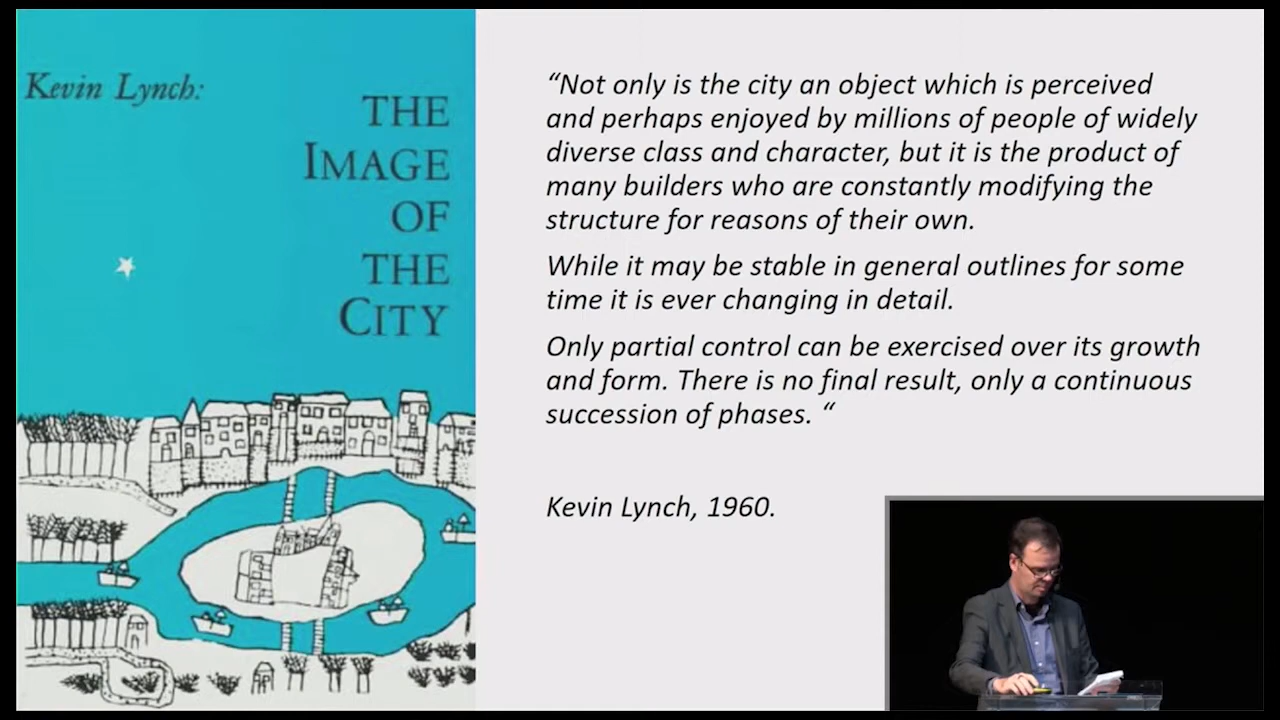 Kevin Lynch:
THE
IMAGE
OF
THE
CITY
“Not only is the city an object which is perceived
and perhaps enjoyed by millions of people of widely
diverse class and character, but it is the product of
many builders who are constantly modifying the
structure for reasons of their own.
While it may be stable in general outlines for some
time it is ever changing in detail.
Only partial control can be exercised over its growth
and form. There is no final result, only a continuous
succession of phases. “
Kevin Lynch, 1960.